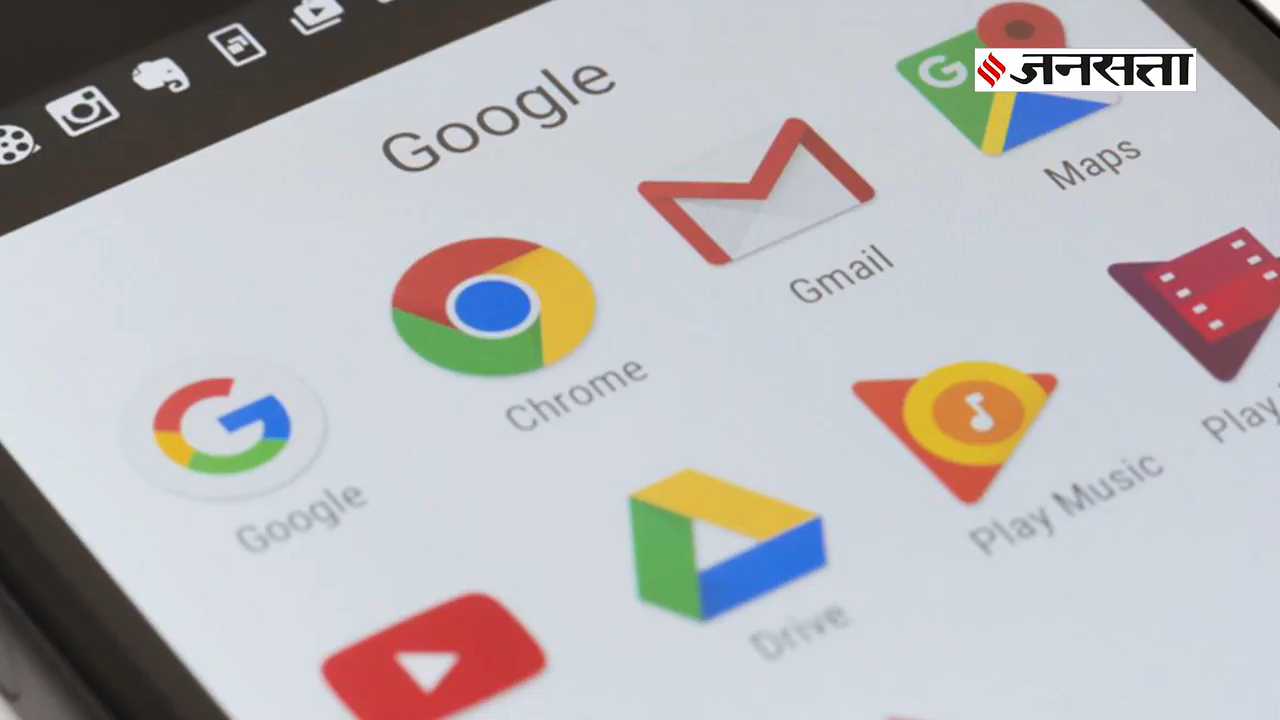 Google
जनसत्ता
Maps
Gmail
Chrome
Google
Play
Play Music
Drive